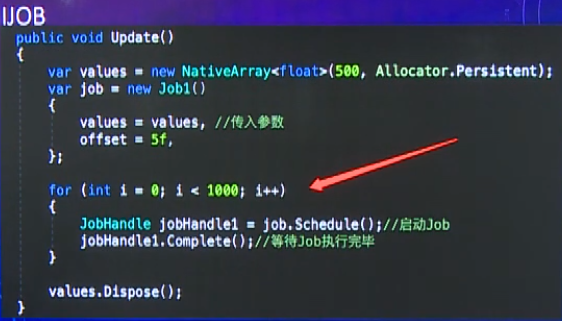 IJOB
public void Update()
{
var values = new NativeArray<float>(500, Allocator.Persistent);
var job = new Job1()
{
values = values, //传入参数
offset = 5f,
};
for (int i = 0; i < 1000; i++)
{
JobHandle jobHandle1 = job.Schedule();//启动Job
jobHandle1.Complete();//等待Job执行完毕
}
values.Dispose();
}